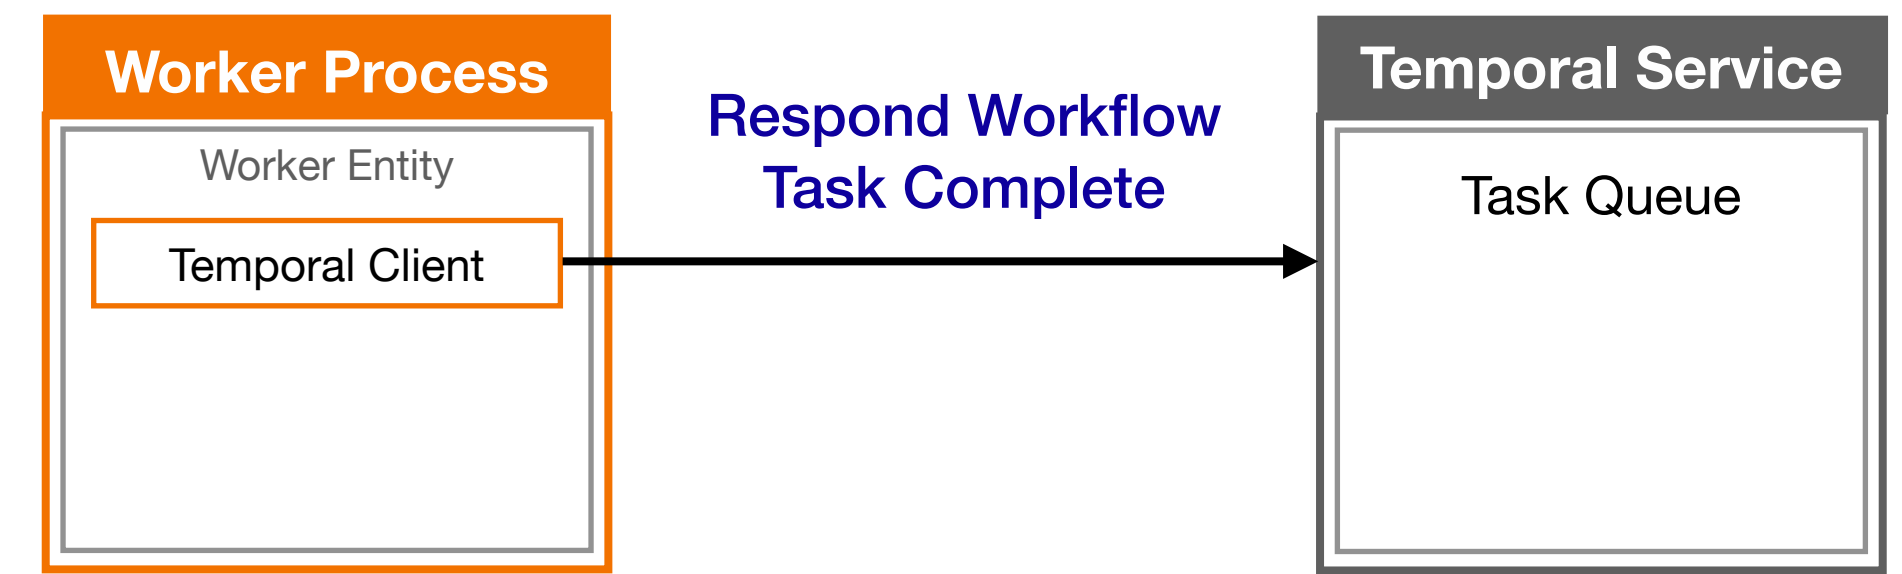 Worker Process
Worker Entity
Temporal Client
Respond Workflow
Task Complete
Temporal Service
Task Queue